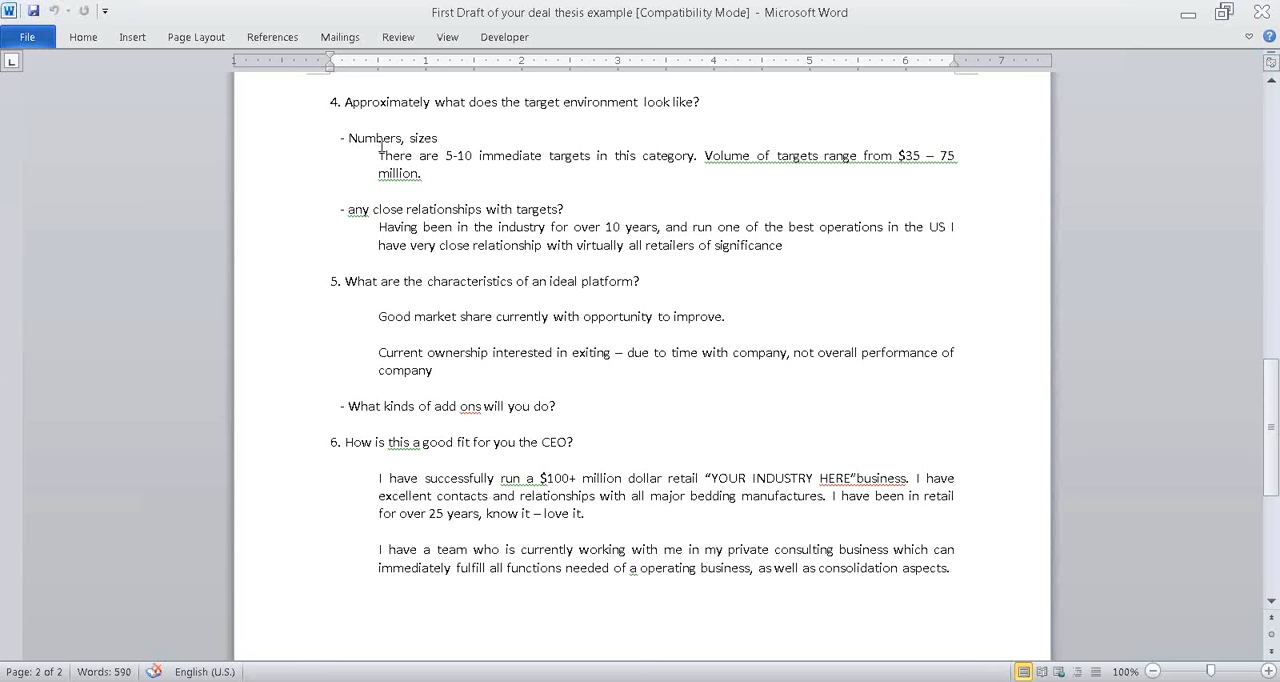 First Draft of your deal thesis example [Compatibility Mode] - Microsoft Word
File Home Insert Page Layout References Mailings Review View Developer
1 1 2 3 4 5 6 7
4. Approximately what does the target environment look like?
- Numbers, sizes
There are 5-10 immediate targets in this category. Volume of targets range from $35 – 75
million.
- any close relationships with targets?
Having been in the industry for over 10 years, and run one of the best operations in the US I
have very close relationship with virtually all retailers of significance
5. What are the characteristics of an ideal platform?
Good market share currently with opportunity to improve.
Current ownership interested in exiting – due to time with company, not overall performance of
company
- What kinds of add ons will you do?
6. How is this a good fit for you the CEO?
I have successfully run a $100+ million dollar retail “YOUR INDUSTRY HERE”business. I have
excellent contacts and relationships with all major bedding manufactures. I have been in retail
for over 25 years, know it – love it.
I have a team who is currently working with me in my private consulting business which can
immediately fulfill all functions needed of a operating business, as well as consolidation aspects.
Page: 2 of 2 Words: 590 English (U.S.) 100%